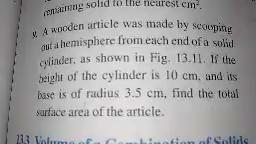 remaining solid to the nearest cm².
9. A wooden article was made by scooping
out a hemisphere from each end of a solid
cylinder, as shown in Fig. 13.11. If the
height of the cylinder is 10 cm, and its
base is of radius 3.5 cm, find the total
surface area of the article.
13.3 Volume of a Combination of Solids